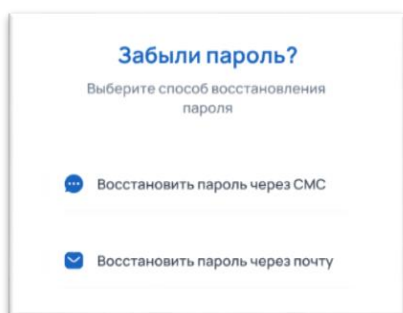 Забыли пароль?
Выберите способ восстановления
пароля
Восстановить пароль через СМС
Восстановить пароль через почту